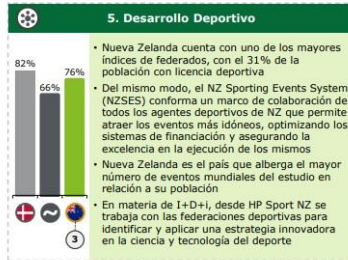 5. Desarrollo Deportivo
82%
66%
76%
3
• Nueva Zelanda cuenta con uno de los mayores
índices de federados, con el 31% de la
población con licencia deportiva
• Del mismo modo, el NZ Sporting Events System
(NZSES) conforma un marco de colaboración de
todos los agentes deportivos de NZ que permite
atraer los eventos más idóneos, optimizando los
sistemas de financiación y asegurando la
excelencia en la ejecución de los mismos
• Nueva Zelanda es el país que alberga el mayor
número de eventos mundiales del estudio en
relación a su población
• En materia de I+D+i, desde HP Sport NZ se
trabaja con las federaciones deportivas para
identificar y aplicar una estrategia innovadora
en la ciencia y tecnología del deporte